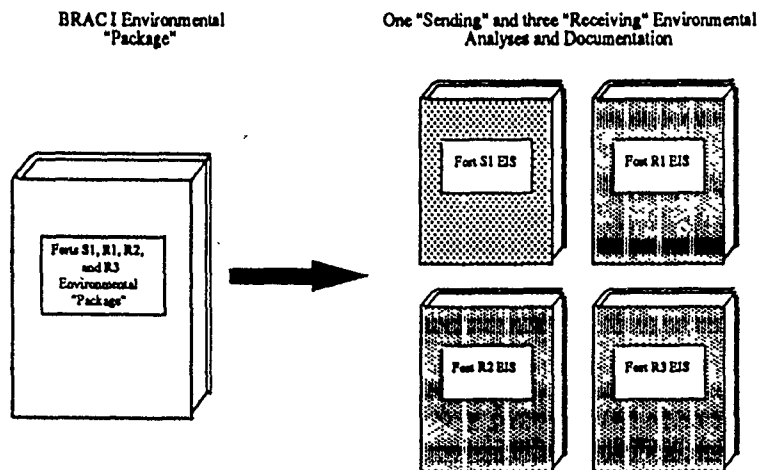 BRAC I Environmental
"Package"
One "Sending" and three "Receiving" Environmental
Analyses and Documentation
Forts S1, R1, R2,
and R3
Environmental
"Package"
Fort S1 EIS
Fort R1 EIS
Fort R2 EIS
Fort R3 EIS